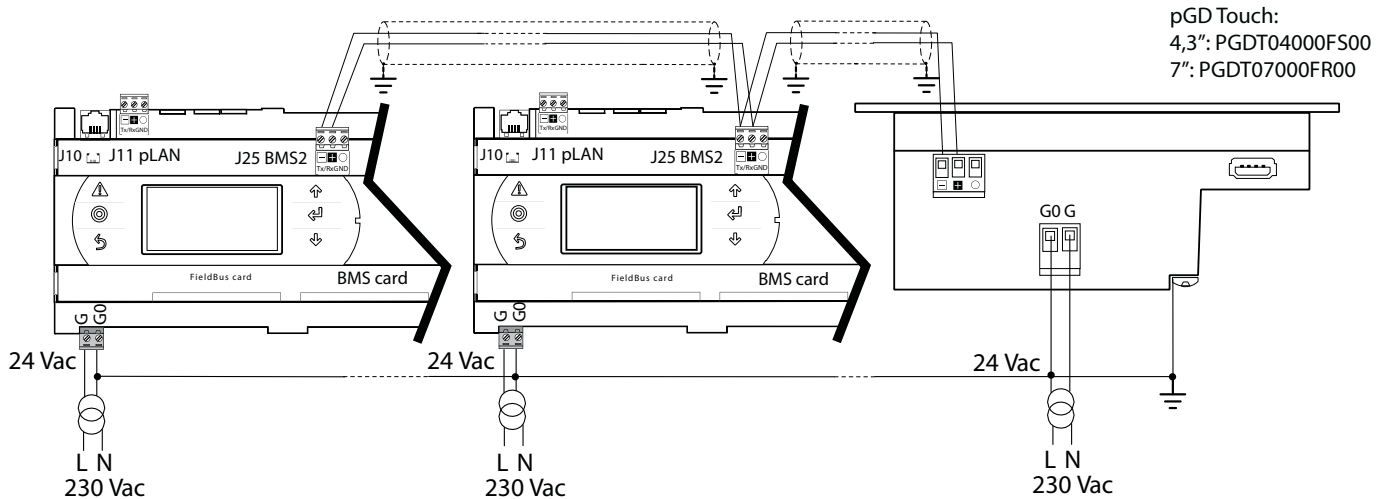 pGD Touch:
4,3”: PGDT04000FS00
7”: PGDT07000FR00
Tx/RxGND
Tx/RxGND
J10 J11 pLAN J25 BMS2
Tx/RxGND
J10 J11 pLAN J25 BMS2
Tx/RxGND
G0 G
FieldBus card BMS card
FieldBus card BMS card
G G0
G G0
24 Vac
24 Vac
24 Vac
L N
230 Vac
L N
230 Vac
L N
230 Vac